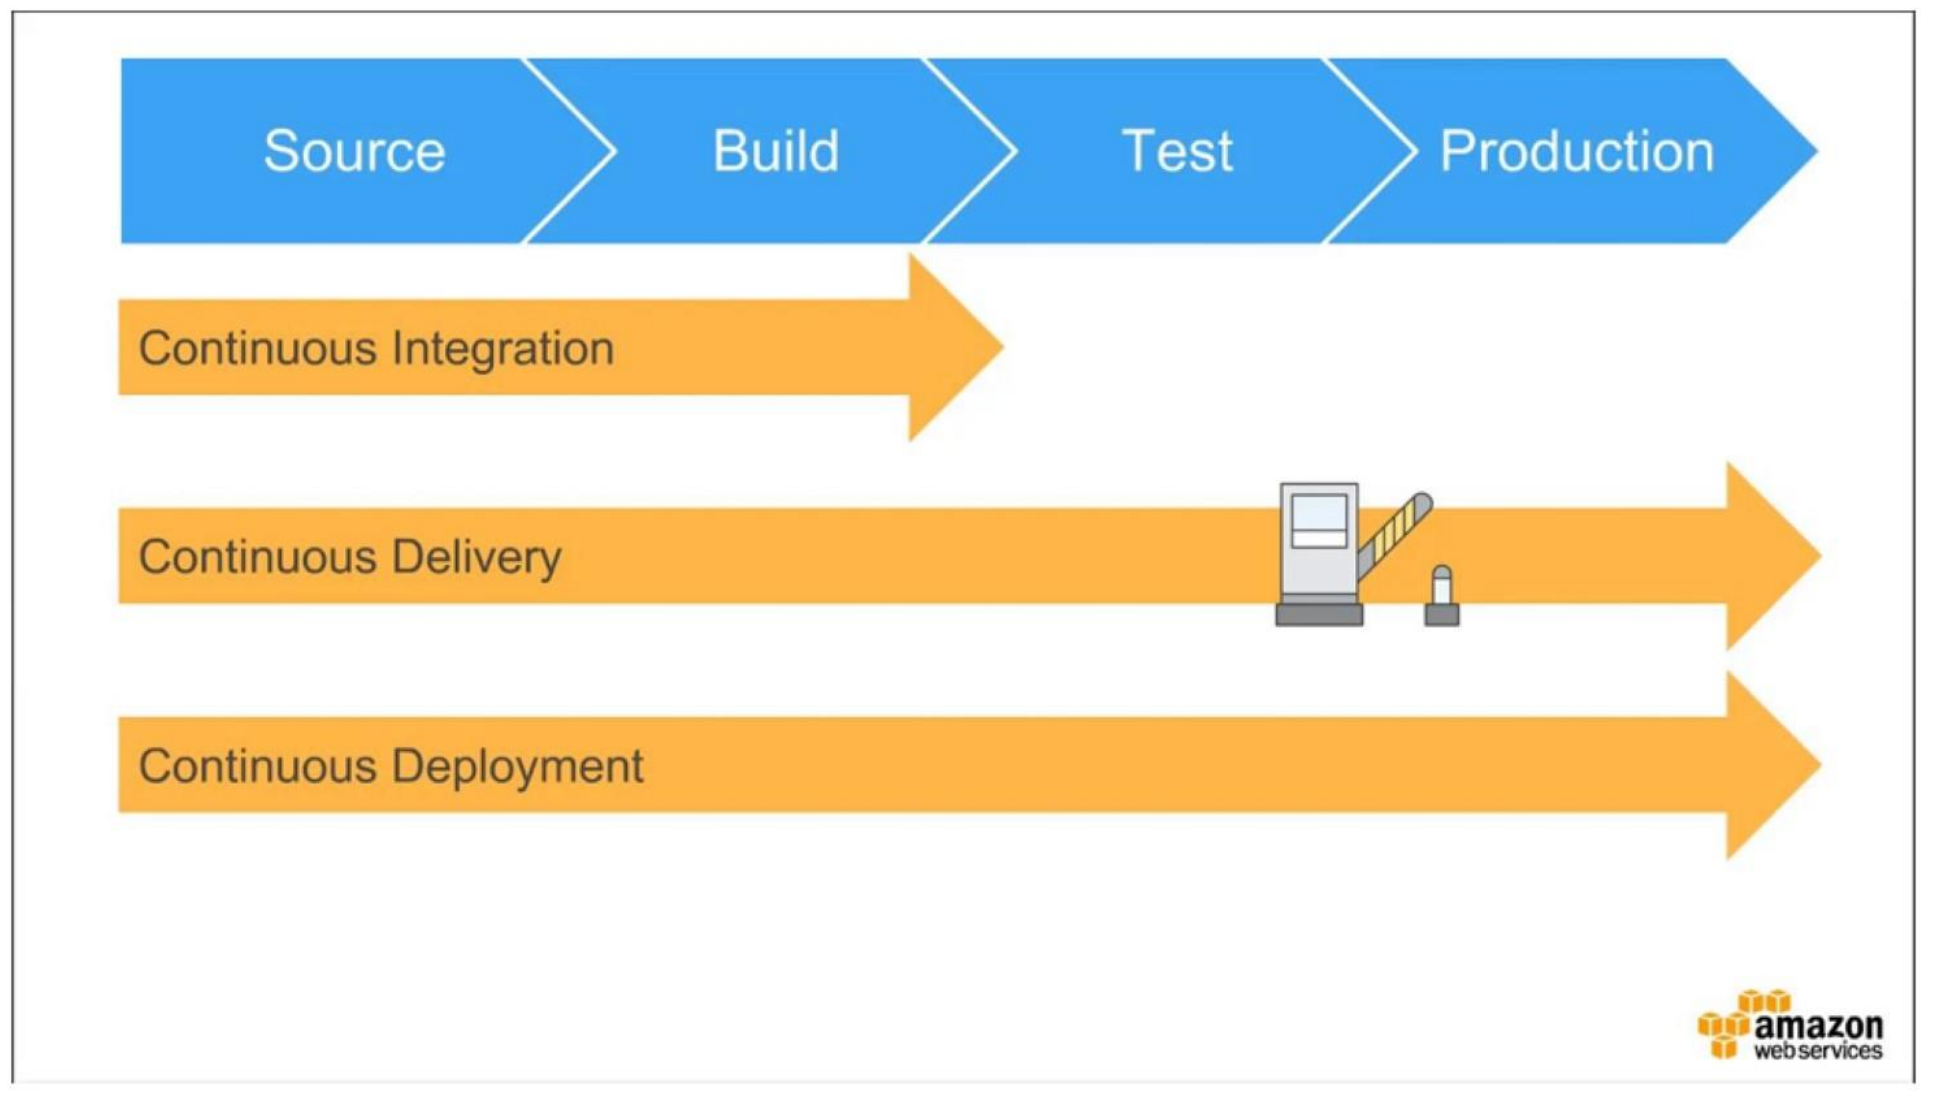 Source
Build
Test
Production
Continuous Integration
Continuous Delivery
Continuous Deployment
amazon
webservices